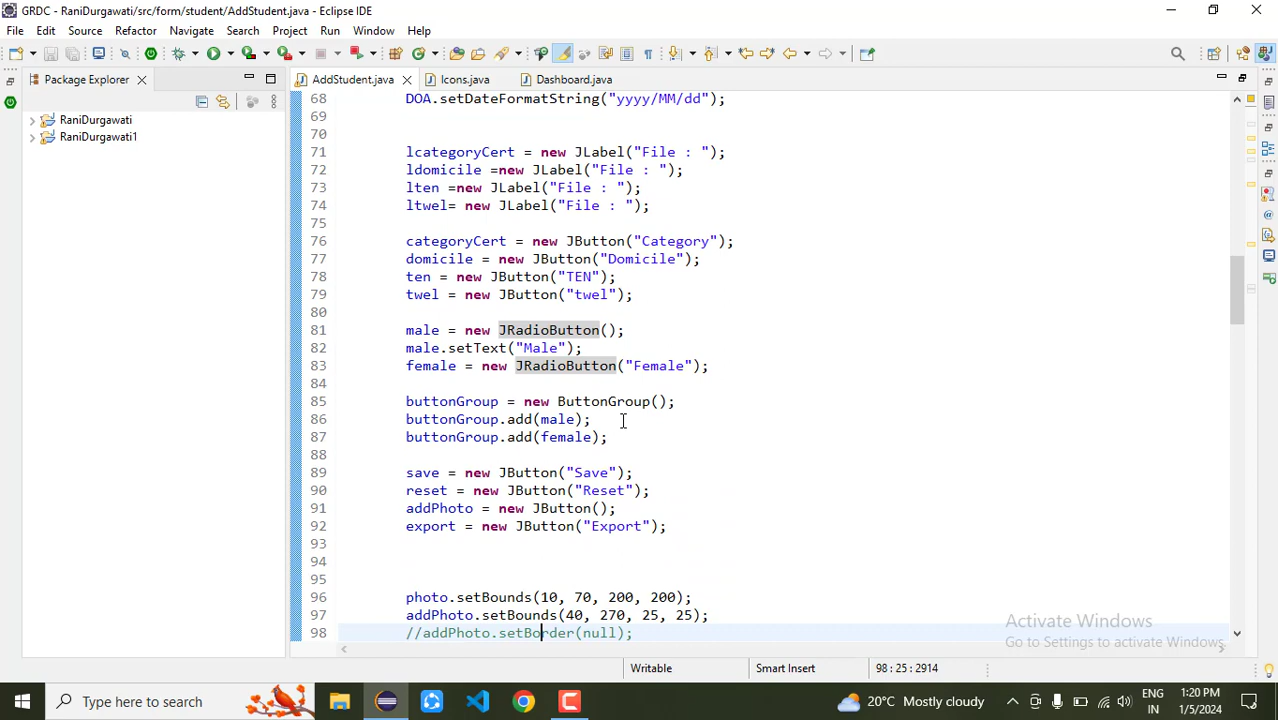 GRDC - RaniDurgawati/src/form/student/AddStudent.java - Eclipse IDE
File Edit Source Refactor Navigate Search Project Run Window Help
Package Explorer
AddStudent.java
Icons.java
Dashboard.java
RaniDurgawati
RaniDurgawati1
68 DOA.setDateFormatString("yyyy/MM/dd");
69
70
71 lcategoryCert = new JLabel("File : ");
72 ldomicile =new JLabel("File : ");
73 lten =new JLabel("File : ");
74 ltwel= new JLabel("File : ");
75
76 categoryCert = new JButton("Category");
77 domicile = new JButton("Domicile");
78 ten = new JButton("TEN");
79 twel = new JButton("twel");
80
81 male = new JRadioButton();
82 male.setText("Male");
83 female = new JRadioButton("Female");
84
85 buttonGroup = new ButtonGroup();
86 buttonGroup.add(male);
87 buttonGroup.add(female);
88
89 save = new JButton("Save");
90 reset = new JButton("Reset");
91 addPhoto = new JButton();
92 export = new JButton("Export");
93
94
95
96 photo.setBounds(10, 70, 200, 200);
97 addPhoto.setBounds(40, 270, 25, 25);
98 //addPhoto.setBorder(null);
Activate Windows
Go to Settings to activate Windows.
Writable
Smart Insert
98 : 25 : 2914
Type here to search
20°C Mostly cloudy
ENG
IN
1:20 PM
1/5/2024